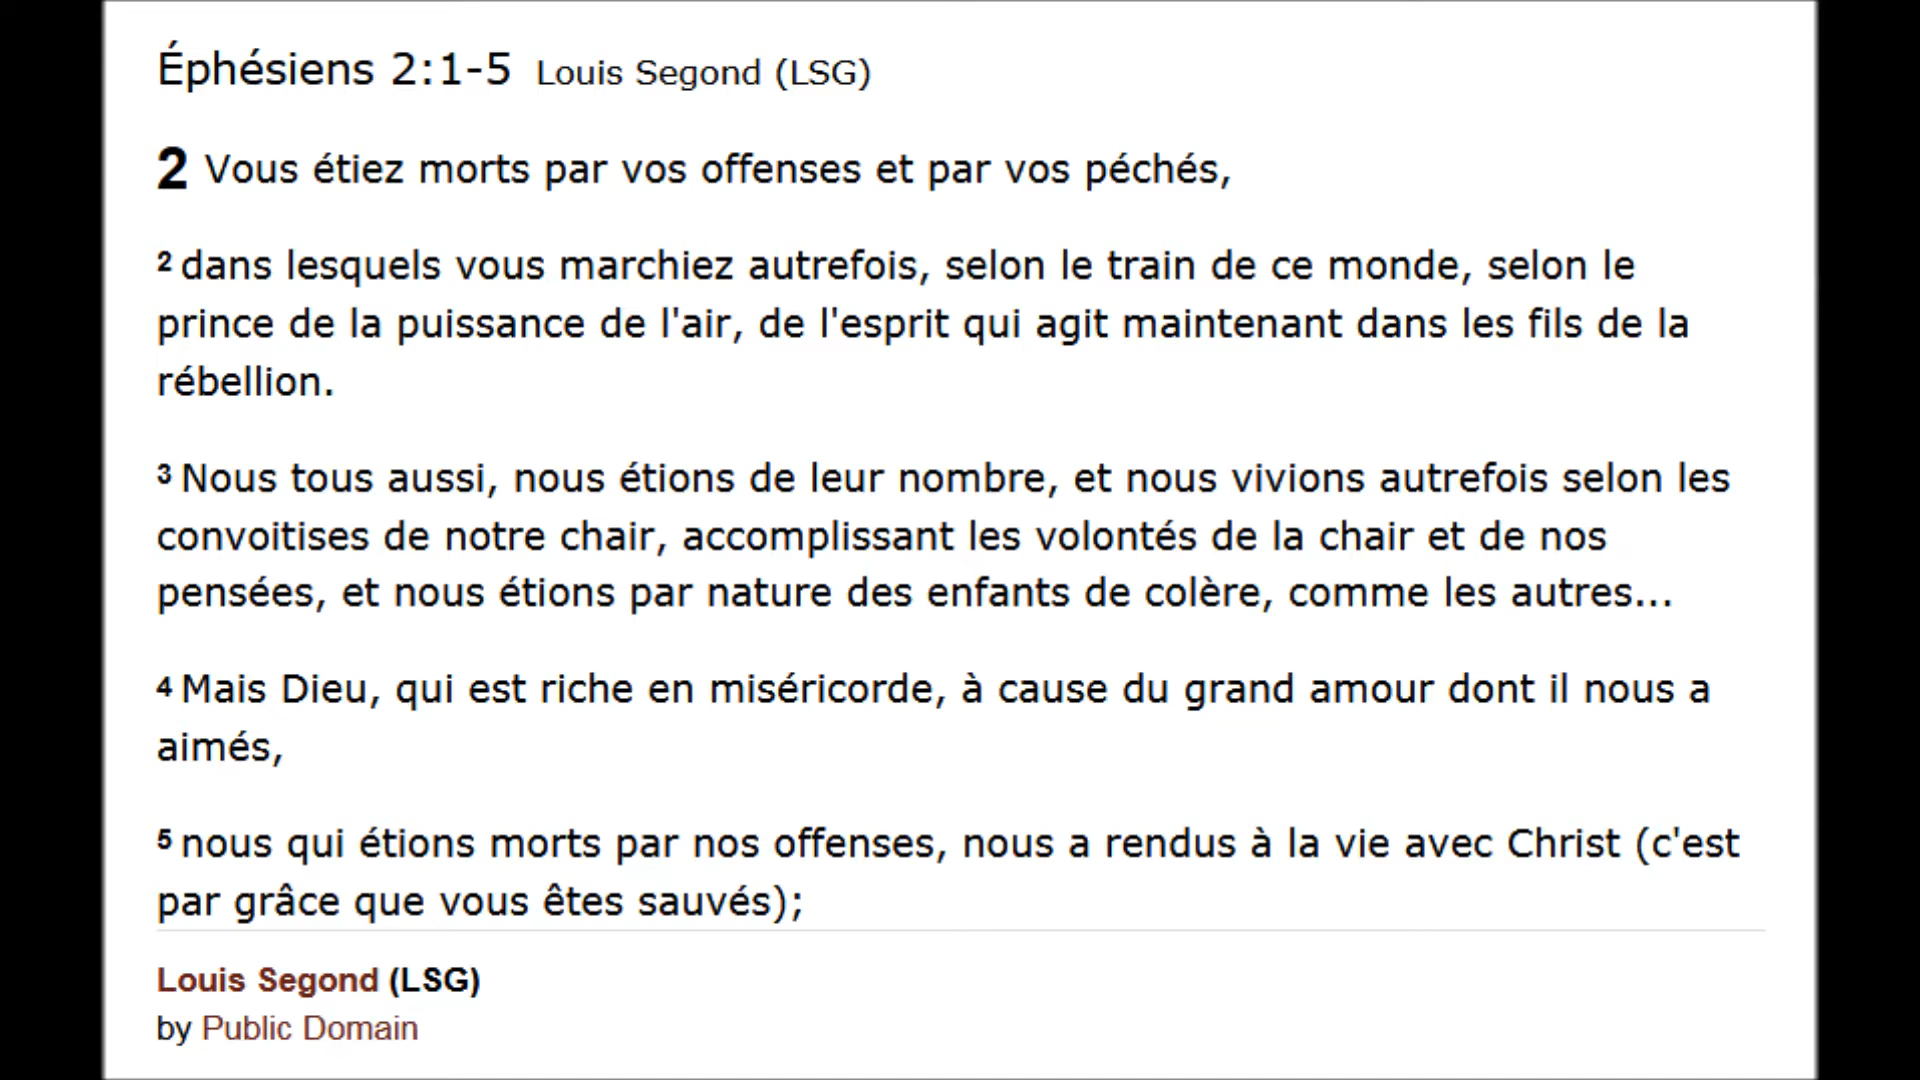 Éphésiens 2:1-5 Louis Segond (LSG)
2 Vous étiez morts par vos offenses et par vos péchés,
2 dans lesquels vous marchiez autrefois, selon le train de ce monde, selon le
prince de la puissance de l'air, de l'esprit qui agit maintenant dans les fils de la
rébellion.
3 Nous tous aussi, nous étions de leur nombre, et nous vivions autrefois selon les
convoitises de notre chair, accomplissant les volontés de la chair et de nos
pensées, et nous étions par nature des enfants de colère, comme les autres...
4 Mais Dieu, qui est riche en miséricorde, à cause du grand amour dont il nous a
aimés,
5 nous qui étions morts par nos offenses, nous a rendus à la vie avec Christ (c'est
par grâce que vous êtes sauvés);
Louis Segond (LSG)
by Public Domain